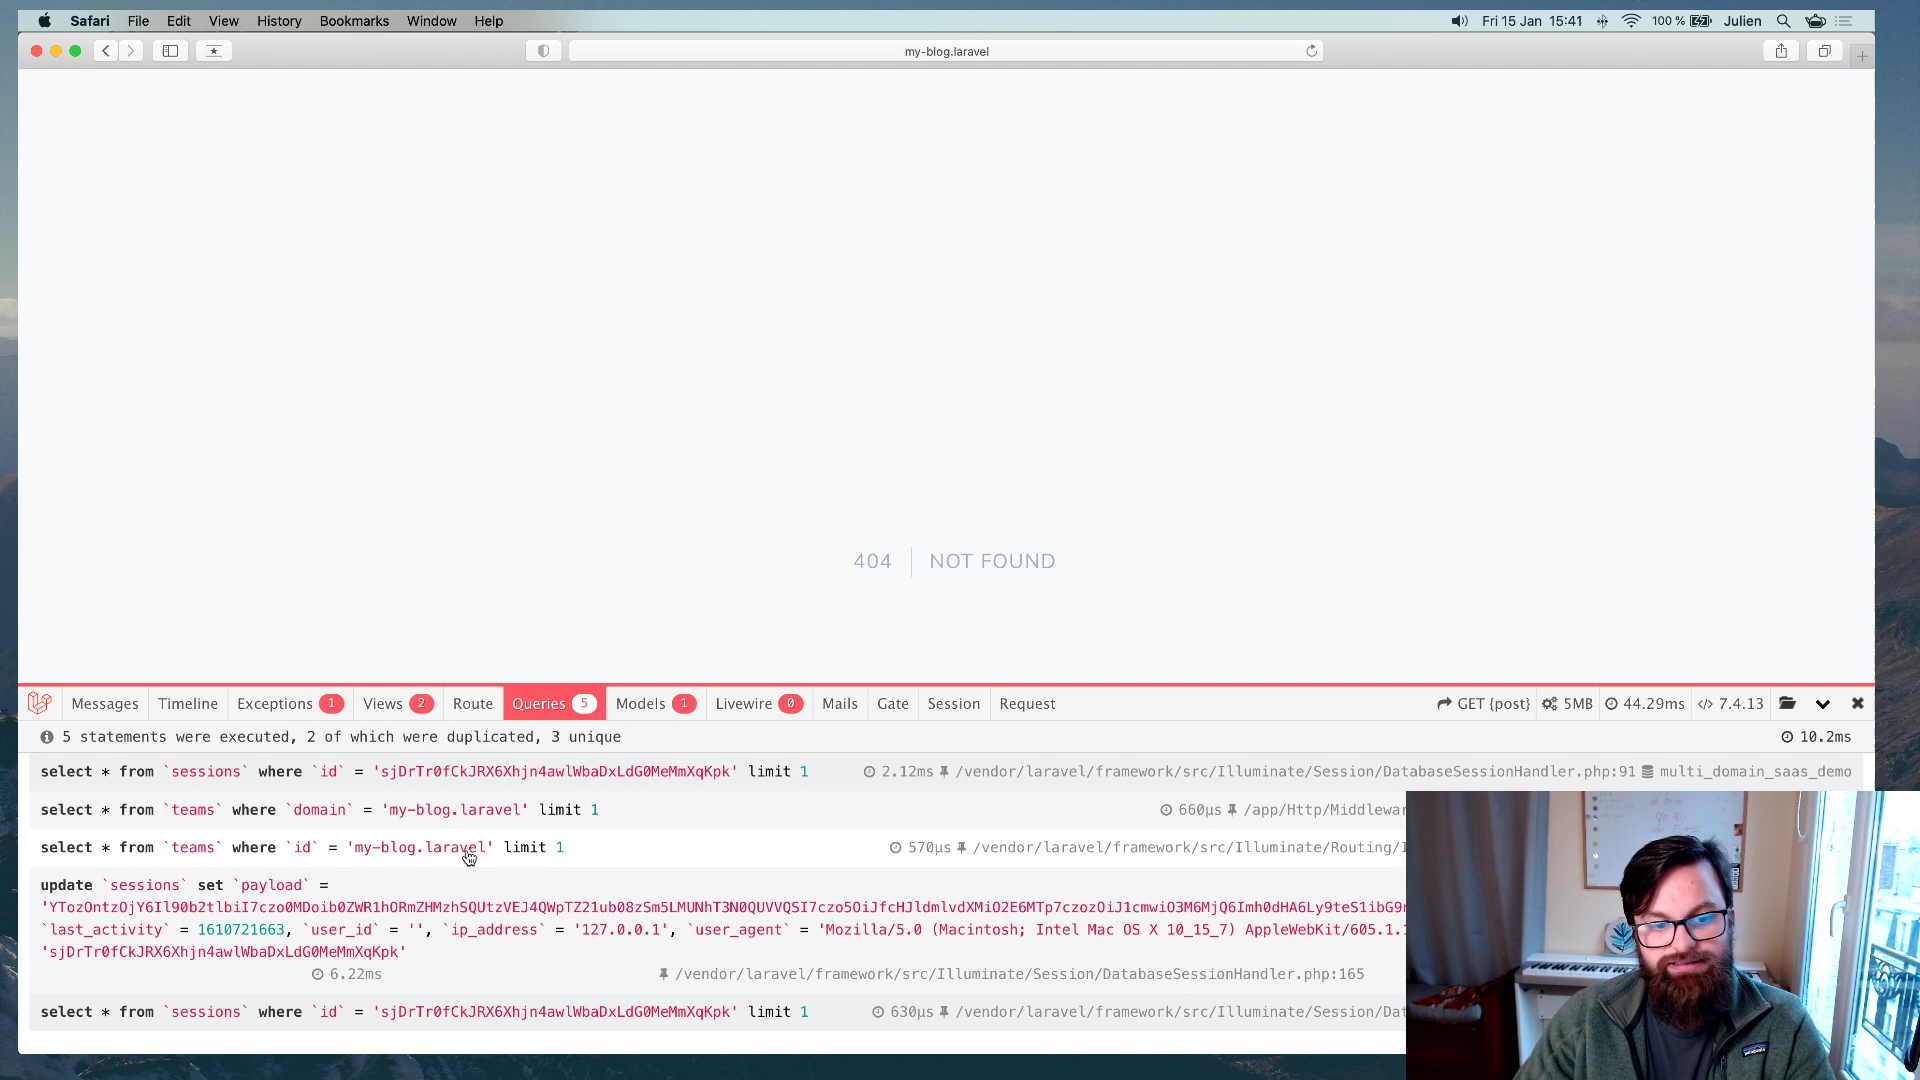 Safari File Edit View History Bookmarks Window Help Fri 15 Jan 15:41 100 % Julien
my-blog.laravel
404 NOT FOUND
Messages Timeline Exceptions 1 Views 2 Route Queries 5 Models 1 Livewire 0 Mails Gate Session Request GET {post} 5MB 44.29ms 7.4.13
5 statements were executed, 2 of which were duplicated, 3 unique 10.2ms
select * from `sessions` where `id` = 'sjDrTr0fCkJRX6Xhjn4awlWbaDxLdG0MeMmXqKpk' limit 1 2.12ms /vendor/laravel/framework/src/Illuminate/Session/DatabaseSessionHandler.php:91 multi_domain_saas_demo
select * from `teams` where `domain` = 'my-blog.laravel' limit 1 660μs /app/Http/Middlewar
select * from `teams` where `id` = 'my-blog.laravel' limit 1 570μs /vendor/laravel/framework/src/Illuminate/Routing/I
update `sessions` set `payload` =
`last_activity` = 1610721663, `user_id` = '', `ip_address` = '127.0.0.1', `user_agent` = 'Mozilla/5.0 (Macintosh; Intel Mac OS X 10_15_7) AppleWebKit/605.1.1
'sjDrTr0fCkJRX6Xhjn4awlWbaDxLdG0MeMmXqKpk'
6.22ms /vendor/laravel/framework/src/Illuminate/Session/DatabaseSessionHandler.php:165
select * from `sessions` where `id` = 'sjDrTr0fCkJRX6Xhjn4awlWbaDxLdG0MeMmXqKpk' limit 1 630μs /vendor/laravel/framework/src/Illuminate/Session/Dat